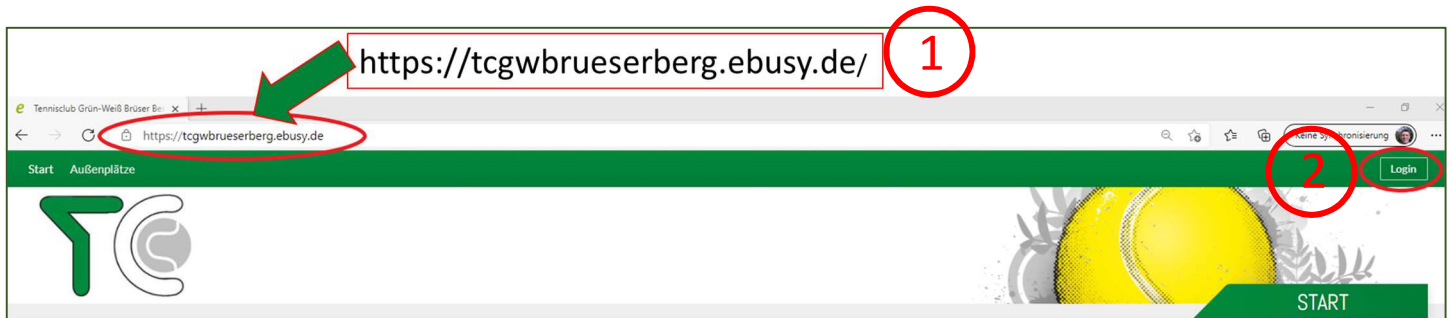 https://tcgwbrueserberg.ebusy.de/
1
Tennisclub Grün-Weiß Brüser Be
https://tcgwbrueserberg.ebusy.de
Keine Synchronisierung
Start Außenplätze
2
Login
TC
START